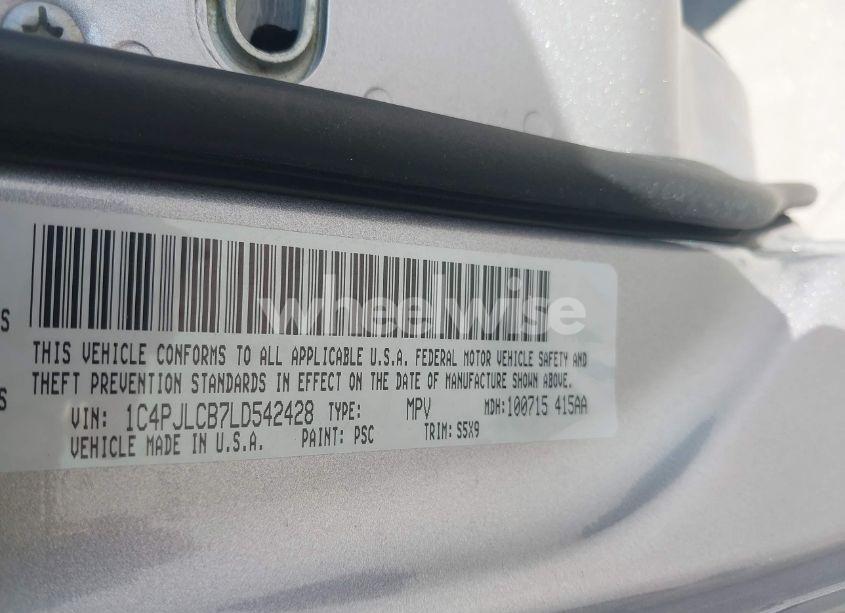 S
S
wheelwise
THIS VEHICLE CONFORMS TO ALL APPLICABLE U.S.A. FEDERAL MOTOR VEHICLE SAFETY AND
THEFT PREVENTION STANDARDS IN EFFECT ON THE DATE OF MANUFACTURE SHOWN ABOVE.
VIN: 1C4PJLCB7LD542428 TYPE: MPV MDH:100715 415AA
VEHICLE MADE IN U.S.A. PAINT: PSC TRIM: S5X9